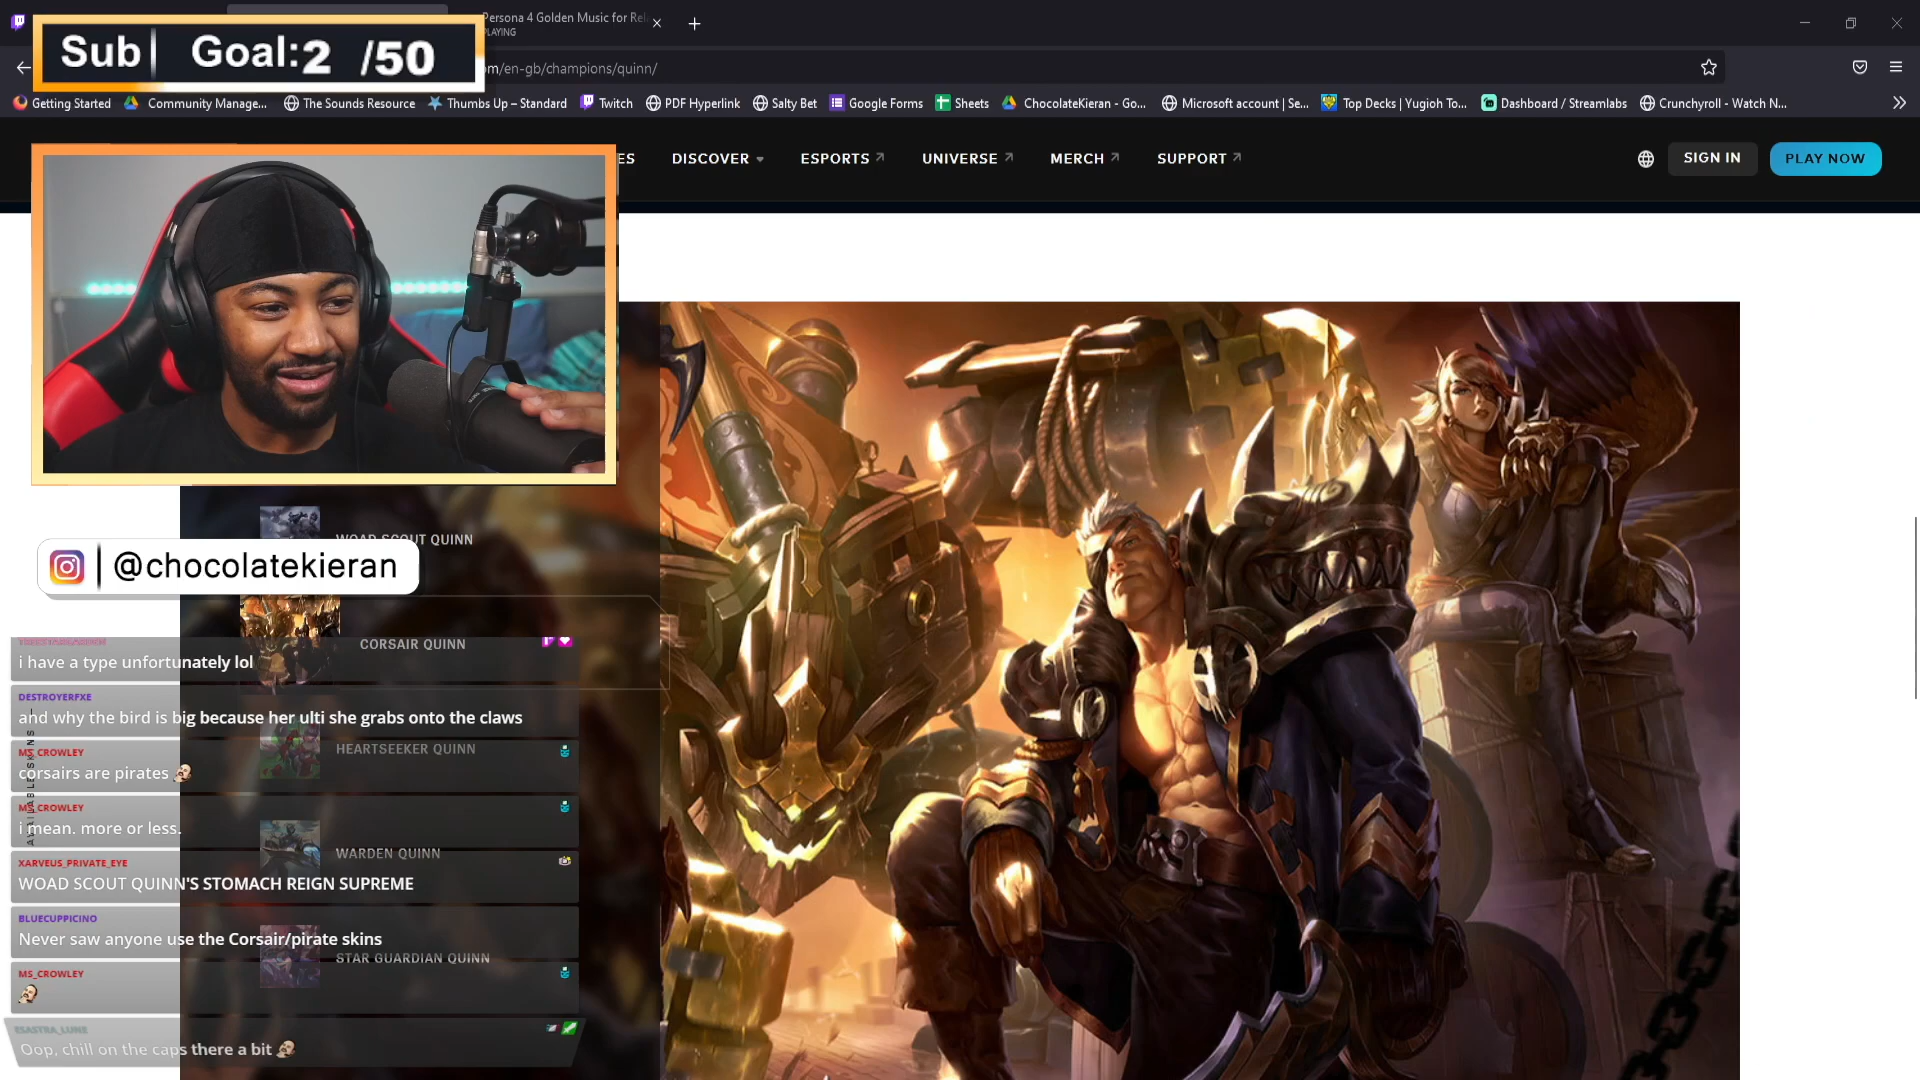 Persona 4 Golden Music for Rel
PLAYING
Sub | Goal:2 /50
om/en-gb/champions/quinn/
Getting Started Community Manage... The Sounds Resource Thumbs Up – Standard Twitch PDF Hyperlink Salty Bet Google Forms Sheets ChocolateKieran - Go... Microsoft account | Se... Top Decks | Yugioh To... Dashboard / Streamlabs Crunchyroll - Watch N...
ES DISCOVER ESPORTS UNIVERSE MERCH SUPPORT SIGN IN PLAY NOW
WOAD SCOUT QUINN
| @chocolatekieran
CORSAIR QUINN
i have a type unfortunately lol
DESTROYERFXE
and why the bird is big because her ulti she grabs onto the claws
HEARTSEEKER QUINN
MS_CROWLEY
corsairs are pirates
MS_CROWLEY
i mean. more or less.
AVAILABLE SKINS
WARDEN QUINN
XARVEUS_PRIVATE_EYE
WOAD SCOUT QUINN'S STOMACH REIGN SUPREME
BLUECUPPICINO
Never saw anyone use the Corsair/pirate skins
STAR GUARDIAN QUINN
MS_CROWLEY
ESASTRA_LUNE
Oop, chill on the caps there a bit